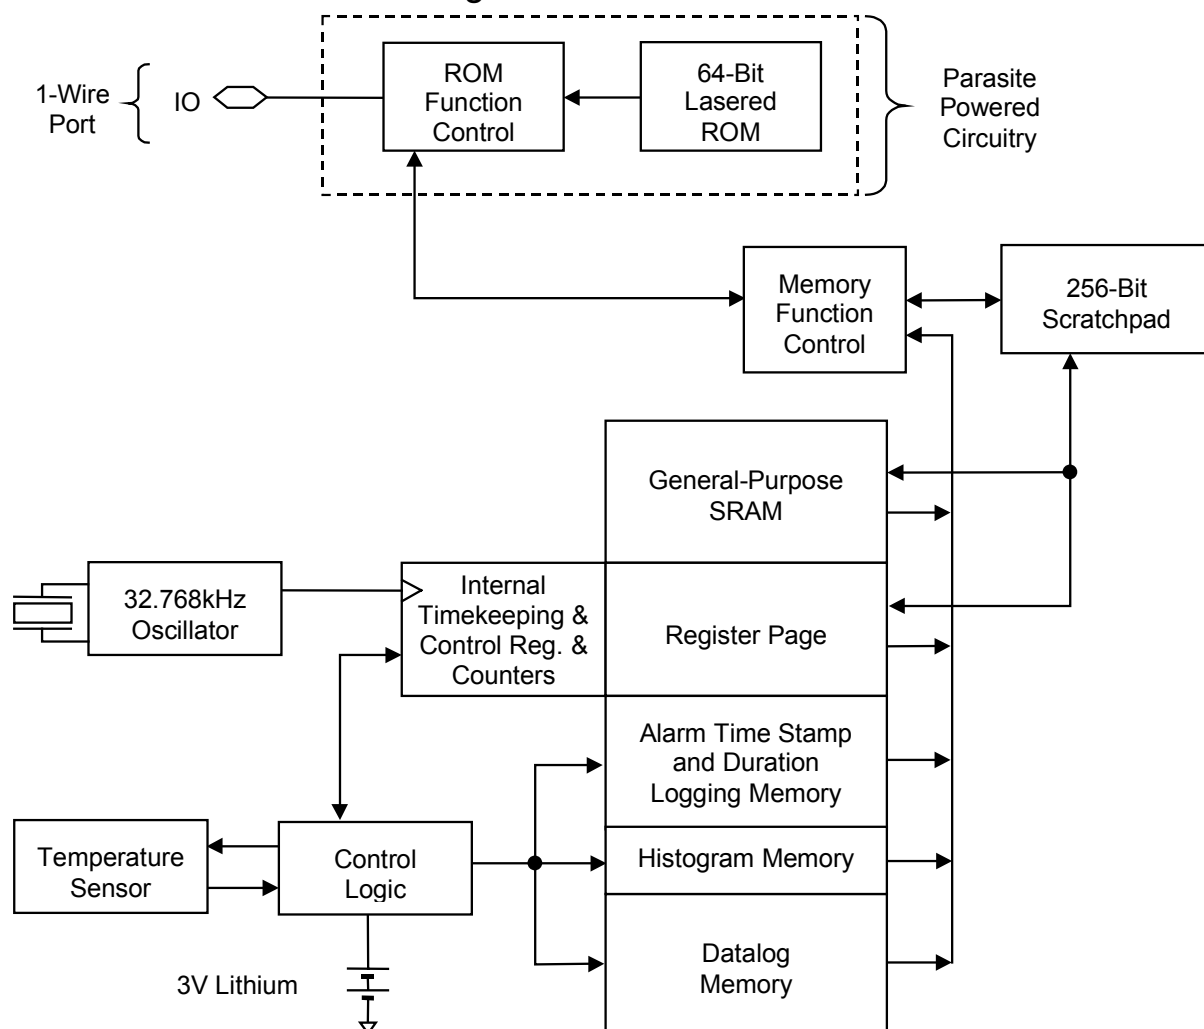 1-Wire
Port
IO
ROM
Function
Control
64-Bit
Lasered
ROM
Parasite
Powered
Circuitry
Memory
Function
Control
256-Bit
Scratchpad
General-Purpose
SRAM
32.768kHz
Oscillator
Internal
Timekeeping &
Control Reg. &
Counters
Register Page
Alarm Time Stamp
and Duration
Logging Memory
Temperature
Sensor
Control
Logic
Histogram Memory
Datalog
Memory
3V Lithium